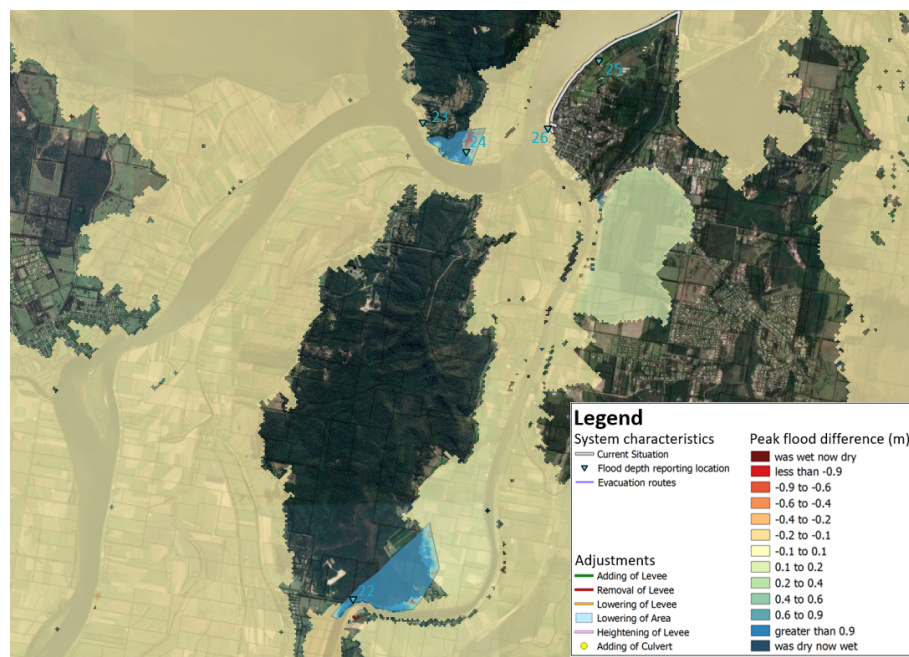 25
23
26
24
22
Legend
System characteristics
Current Situation
Flood depth reporting location
Evacuation routes
Adjustments
Adding of Levee
Removal of Levee
Lowering of Levee
Lowering of Area
Heightening of Levee
Adding of Culvert
Peak flood difference (m)
was wet now dry
less than -0.9
-0.9 to -0.6
-0.6 to -0.4
-0.4 to -0.2
-0.2 to -0.1
-0.1 to 0.1
0.1 to 0.2
0.2 to 0.4
0.4 to 0.6
0.6 to 0.9
greater than 0.9
was dry now wet